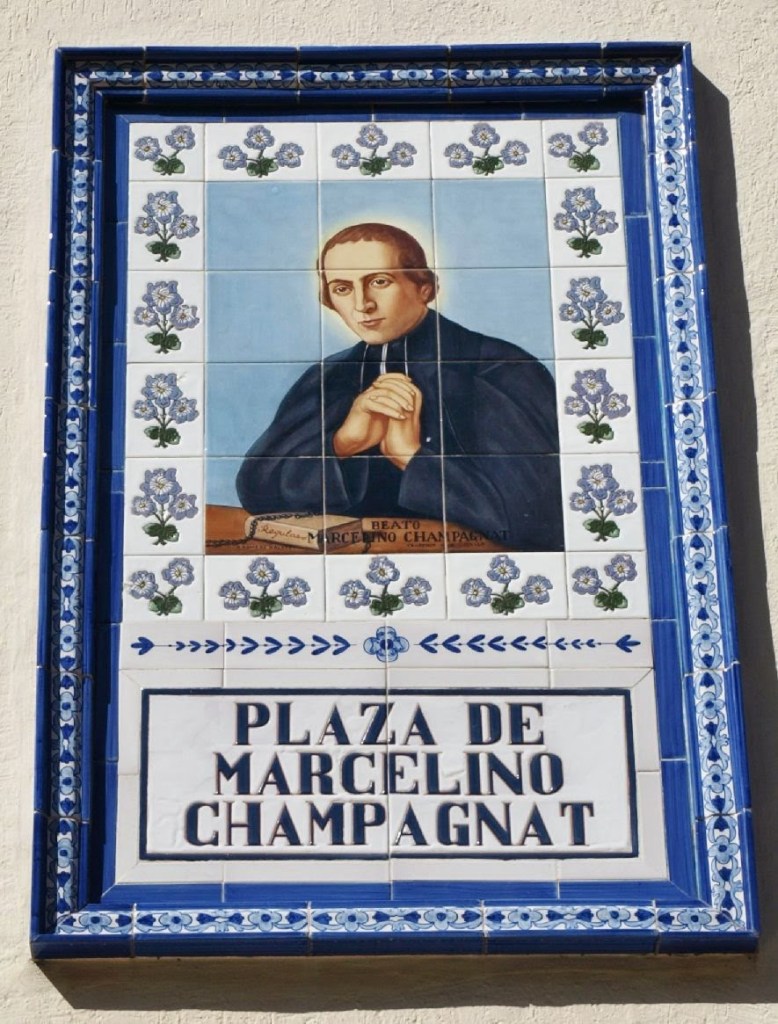 BEATO
MARCELINO CHAMPAGNAT
PLAZA DE
MARCELINO
CHAMPAGNAT